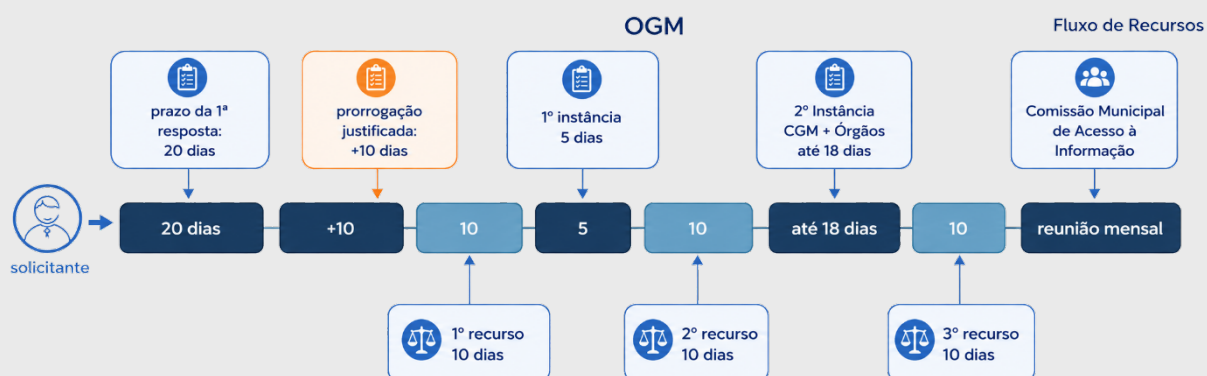 OGM
Fluxo de Recursos
prazo da 1ª
resposta:
20 dias
prorrogação
justificada:
+10 dias
1º instância
5 dias
2º Instância
CGM + Órgãos
até 18 dias
Comissão Municipal
de Acesso à
Informação
solicitante
20 dias
+10
10
5
10
até 18 dias
10
reunião mensal
1º recurso
10 dias
2º recurso
10 dias
3º recurso
10 dias